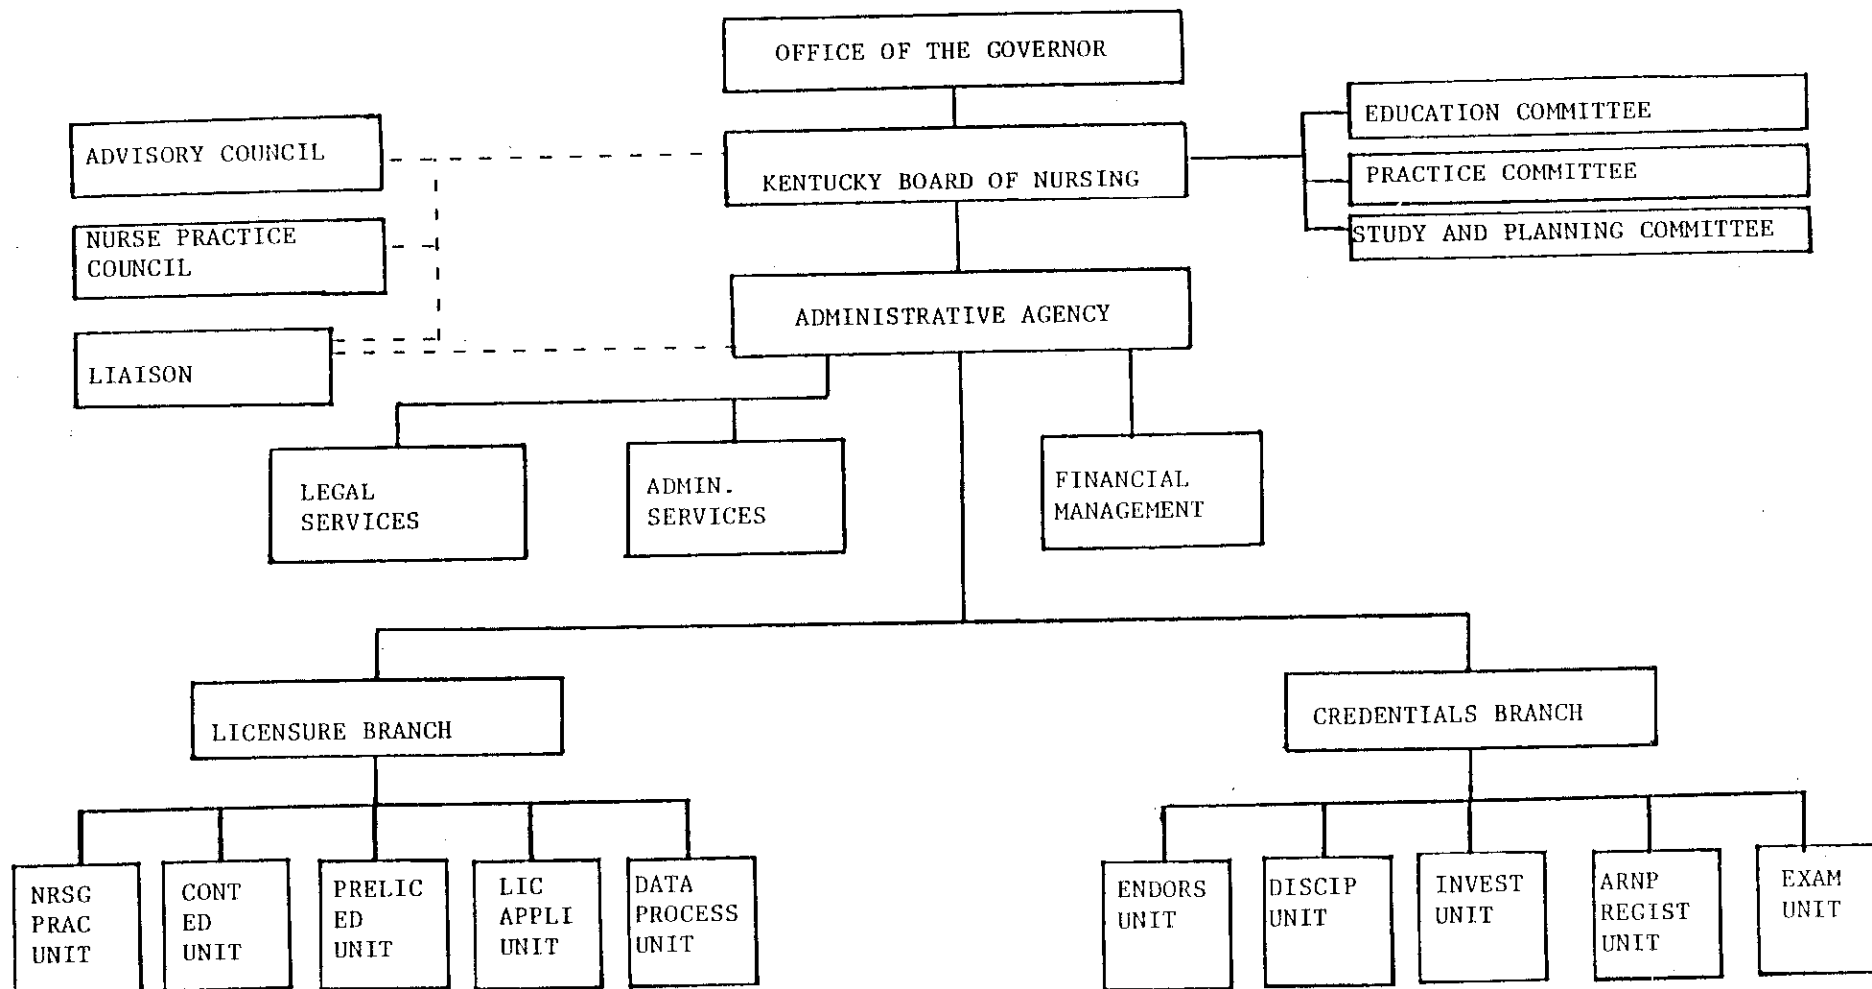 OFFICE OF THE GOVERNOR
ADVISORY COUNCIL
KENTUCKY BOARD OF NURSING
EDUCATION COMMITTEE
PRACTICE COMMITTEE
STUDY AND PLANNING COMMITTEE
NURSE PRACTICE
COUNCIL
LIAISON
ADMINISTRATIVE AGENCY
LEGAL
SERVICES
ADMIN.
SERVICES
FINANCIAL
MANAGEMENT
LICENSURE BRANCH
CREDENTIALS BRANCH
NRSG
PRAC
UNIT
CONT
ED
UNIT
PRELIC
ED
UNIT
LIC
APPLI
UNIT
DATA
PROCESS
UNIT
ENDORS
UNIT
DISCIP
UNIT
INVEST
UNIT
ARNP
REGIST
UNIT
EXAM
UNIT